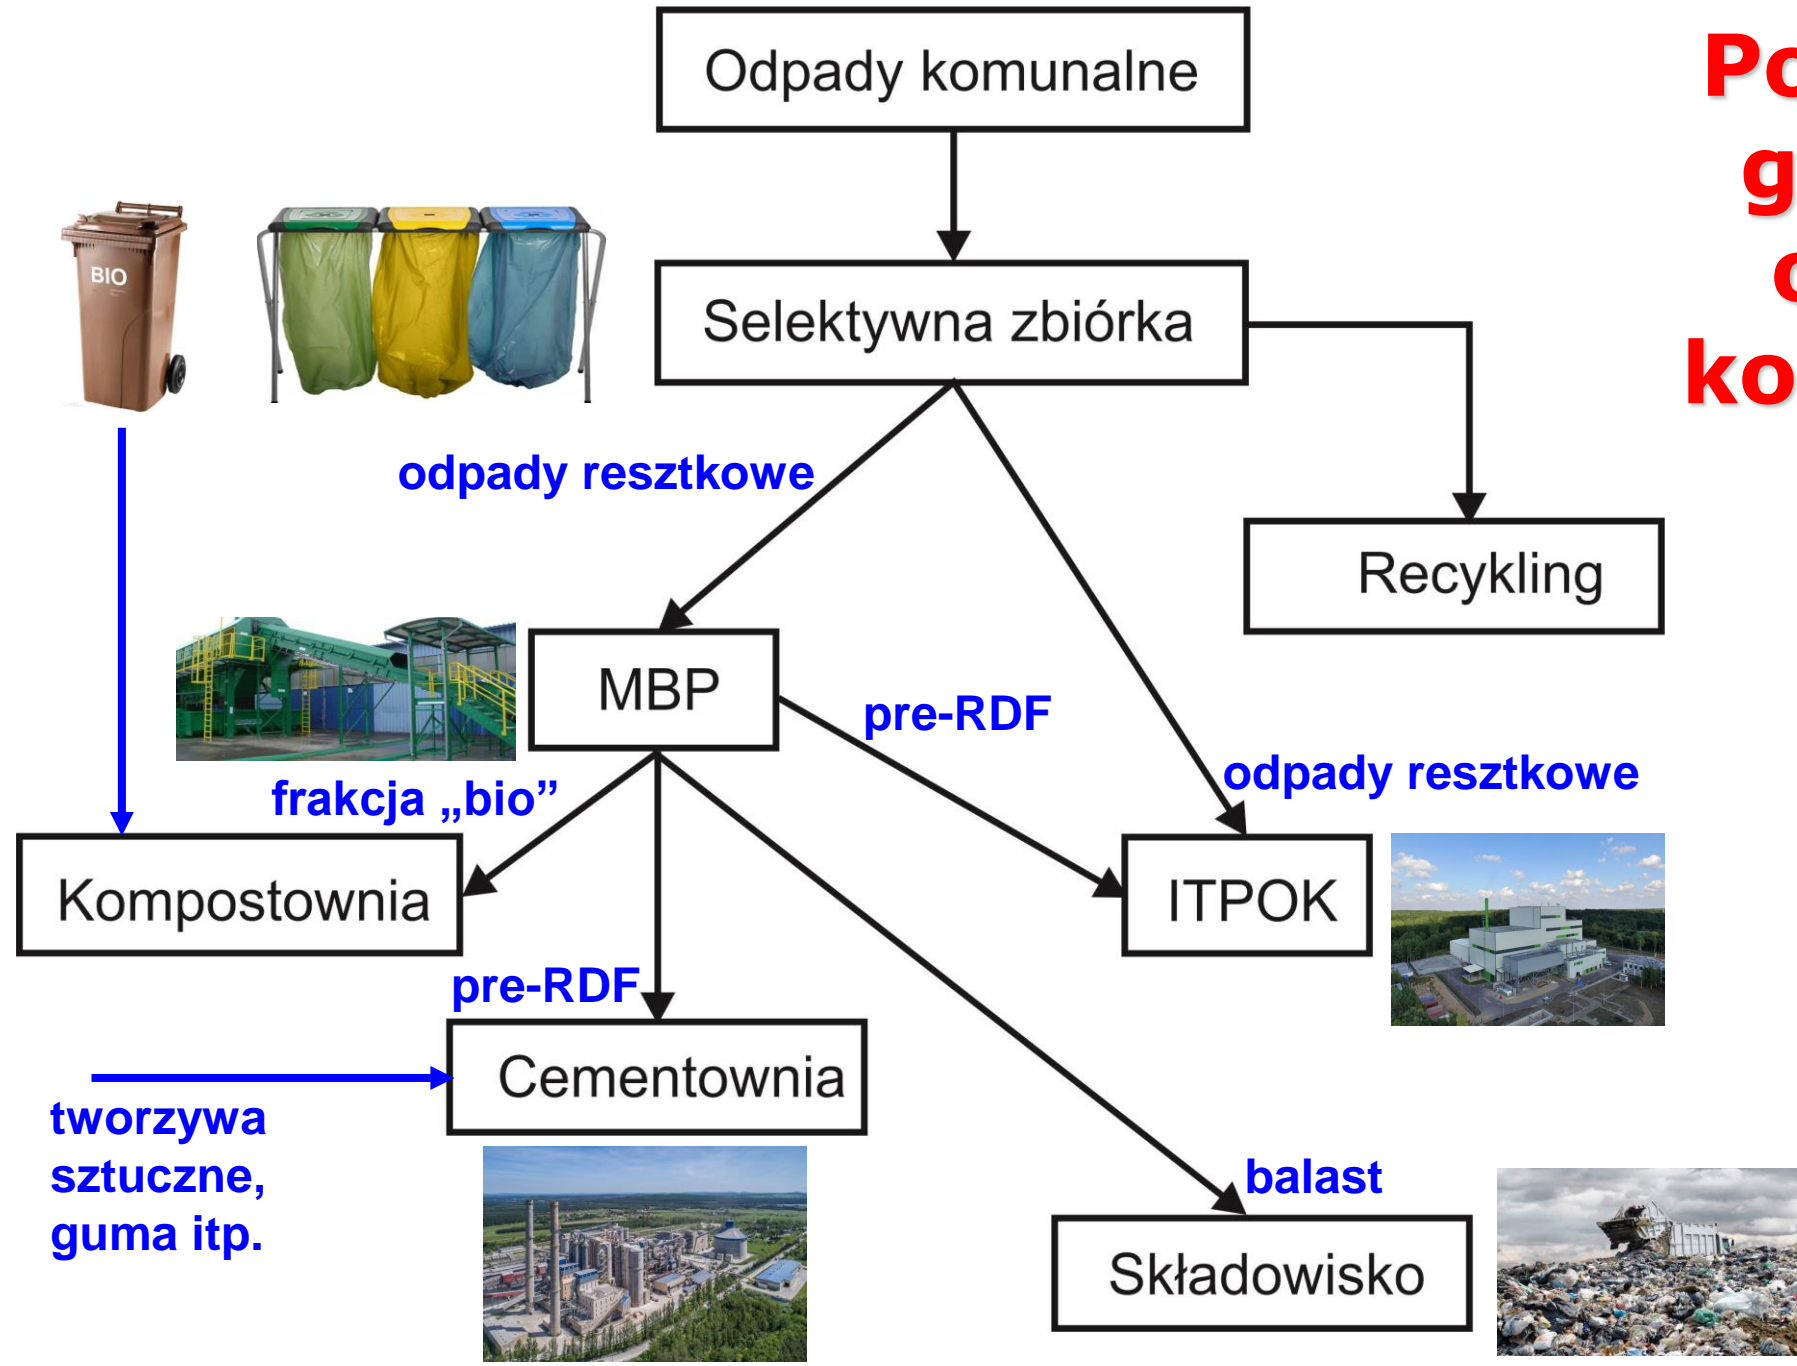 Odpady komunalne
BIO
Selektywna zbiórka
odpady resztkowe
Recykling
MBP
pre-RDF
odpady resztkowe
frakcja „bio”
Kompostownia
ITPOK
pre-RDF
Cementownia
tworzywa
sztuczne,
guma itp.
balast
Składowisko